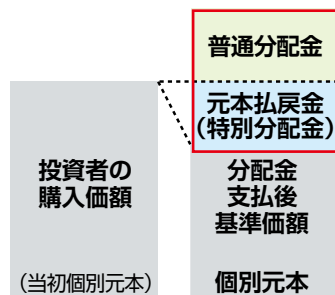 普通分配金
元本払戻金
（特別分配金）
投資者の
購入価額
（当初個別元本）
分配金
支払後
基準価額
個別元本